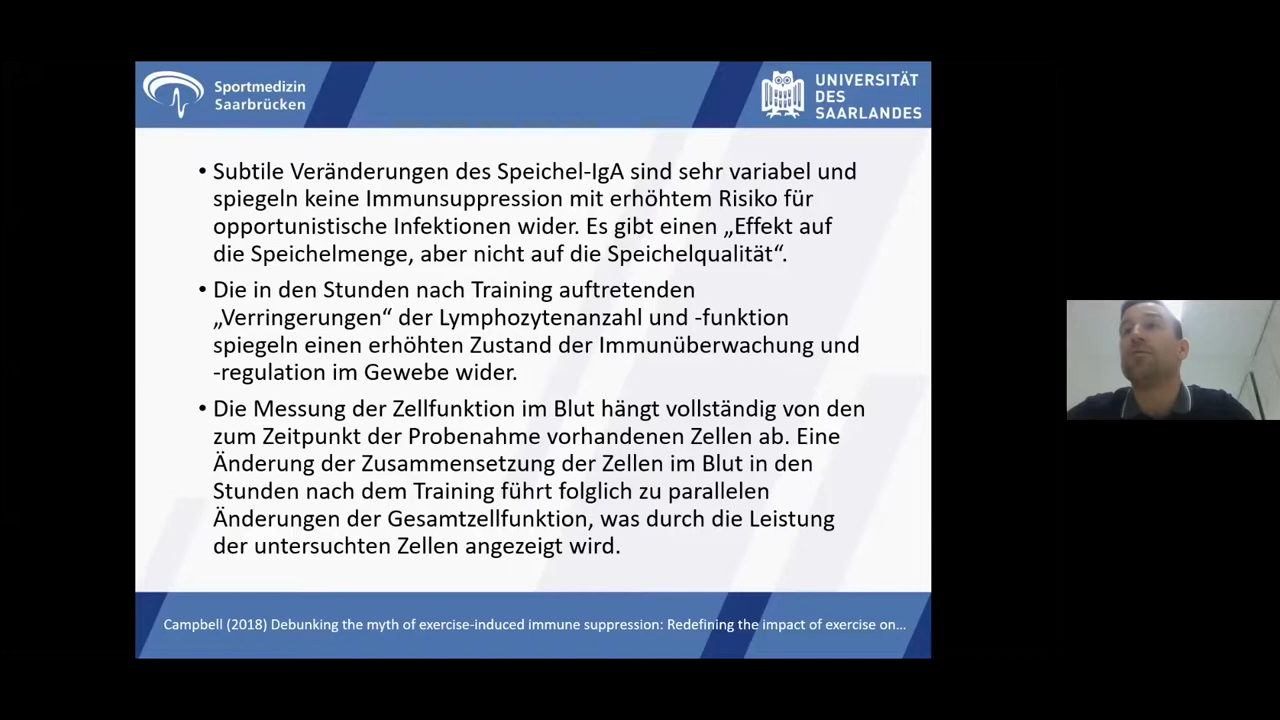 Sportmedizin
Saarbrücken
UNIVERSITÄT
DES
SAARLANDES
• Subtile Veränderungen des Speichel-IgA sind sehr variabel und
spiegeln keine Immunsuppression mit erhöhtem Risiko für
opportunistische Infektionen wider. Es gibt einen „Effekt auf
die Speichelmenge, aber nicht auf die Speichelqualität“.
• Die in den Stunden nach Training auftretenden
„Verringerungen“ der Lymphozytenanzahl und -funktion
spiegeln einen erhöhten Zustand der Immunüberwachung und
-regulation im Gewebe wider.
• Die Messung der Zellfunktion im Blut hängt vollständig von den
zum Zeitpunkt der Probenahme vorhandenen Zellen ab. Eine
Änderung der Zusammensetzung der Zellen im Blut in den
Stunden nach dem Training führt folglich zu parallelen
Änderungen der Gesamtzellfunktion, was durch die Leistung
der untersuchten Zellen angezeigt wird.
Campbell (2018) Debunking the myth of exercise-induced immune suppression: Redefining the impact of exercise on…